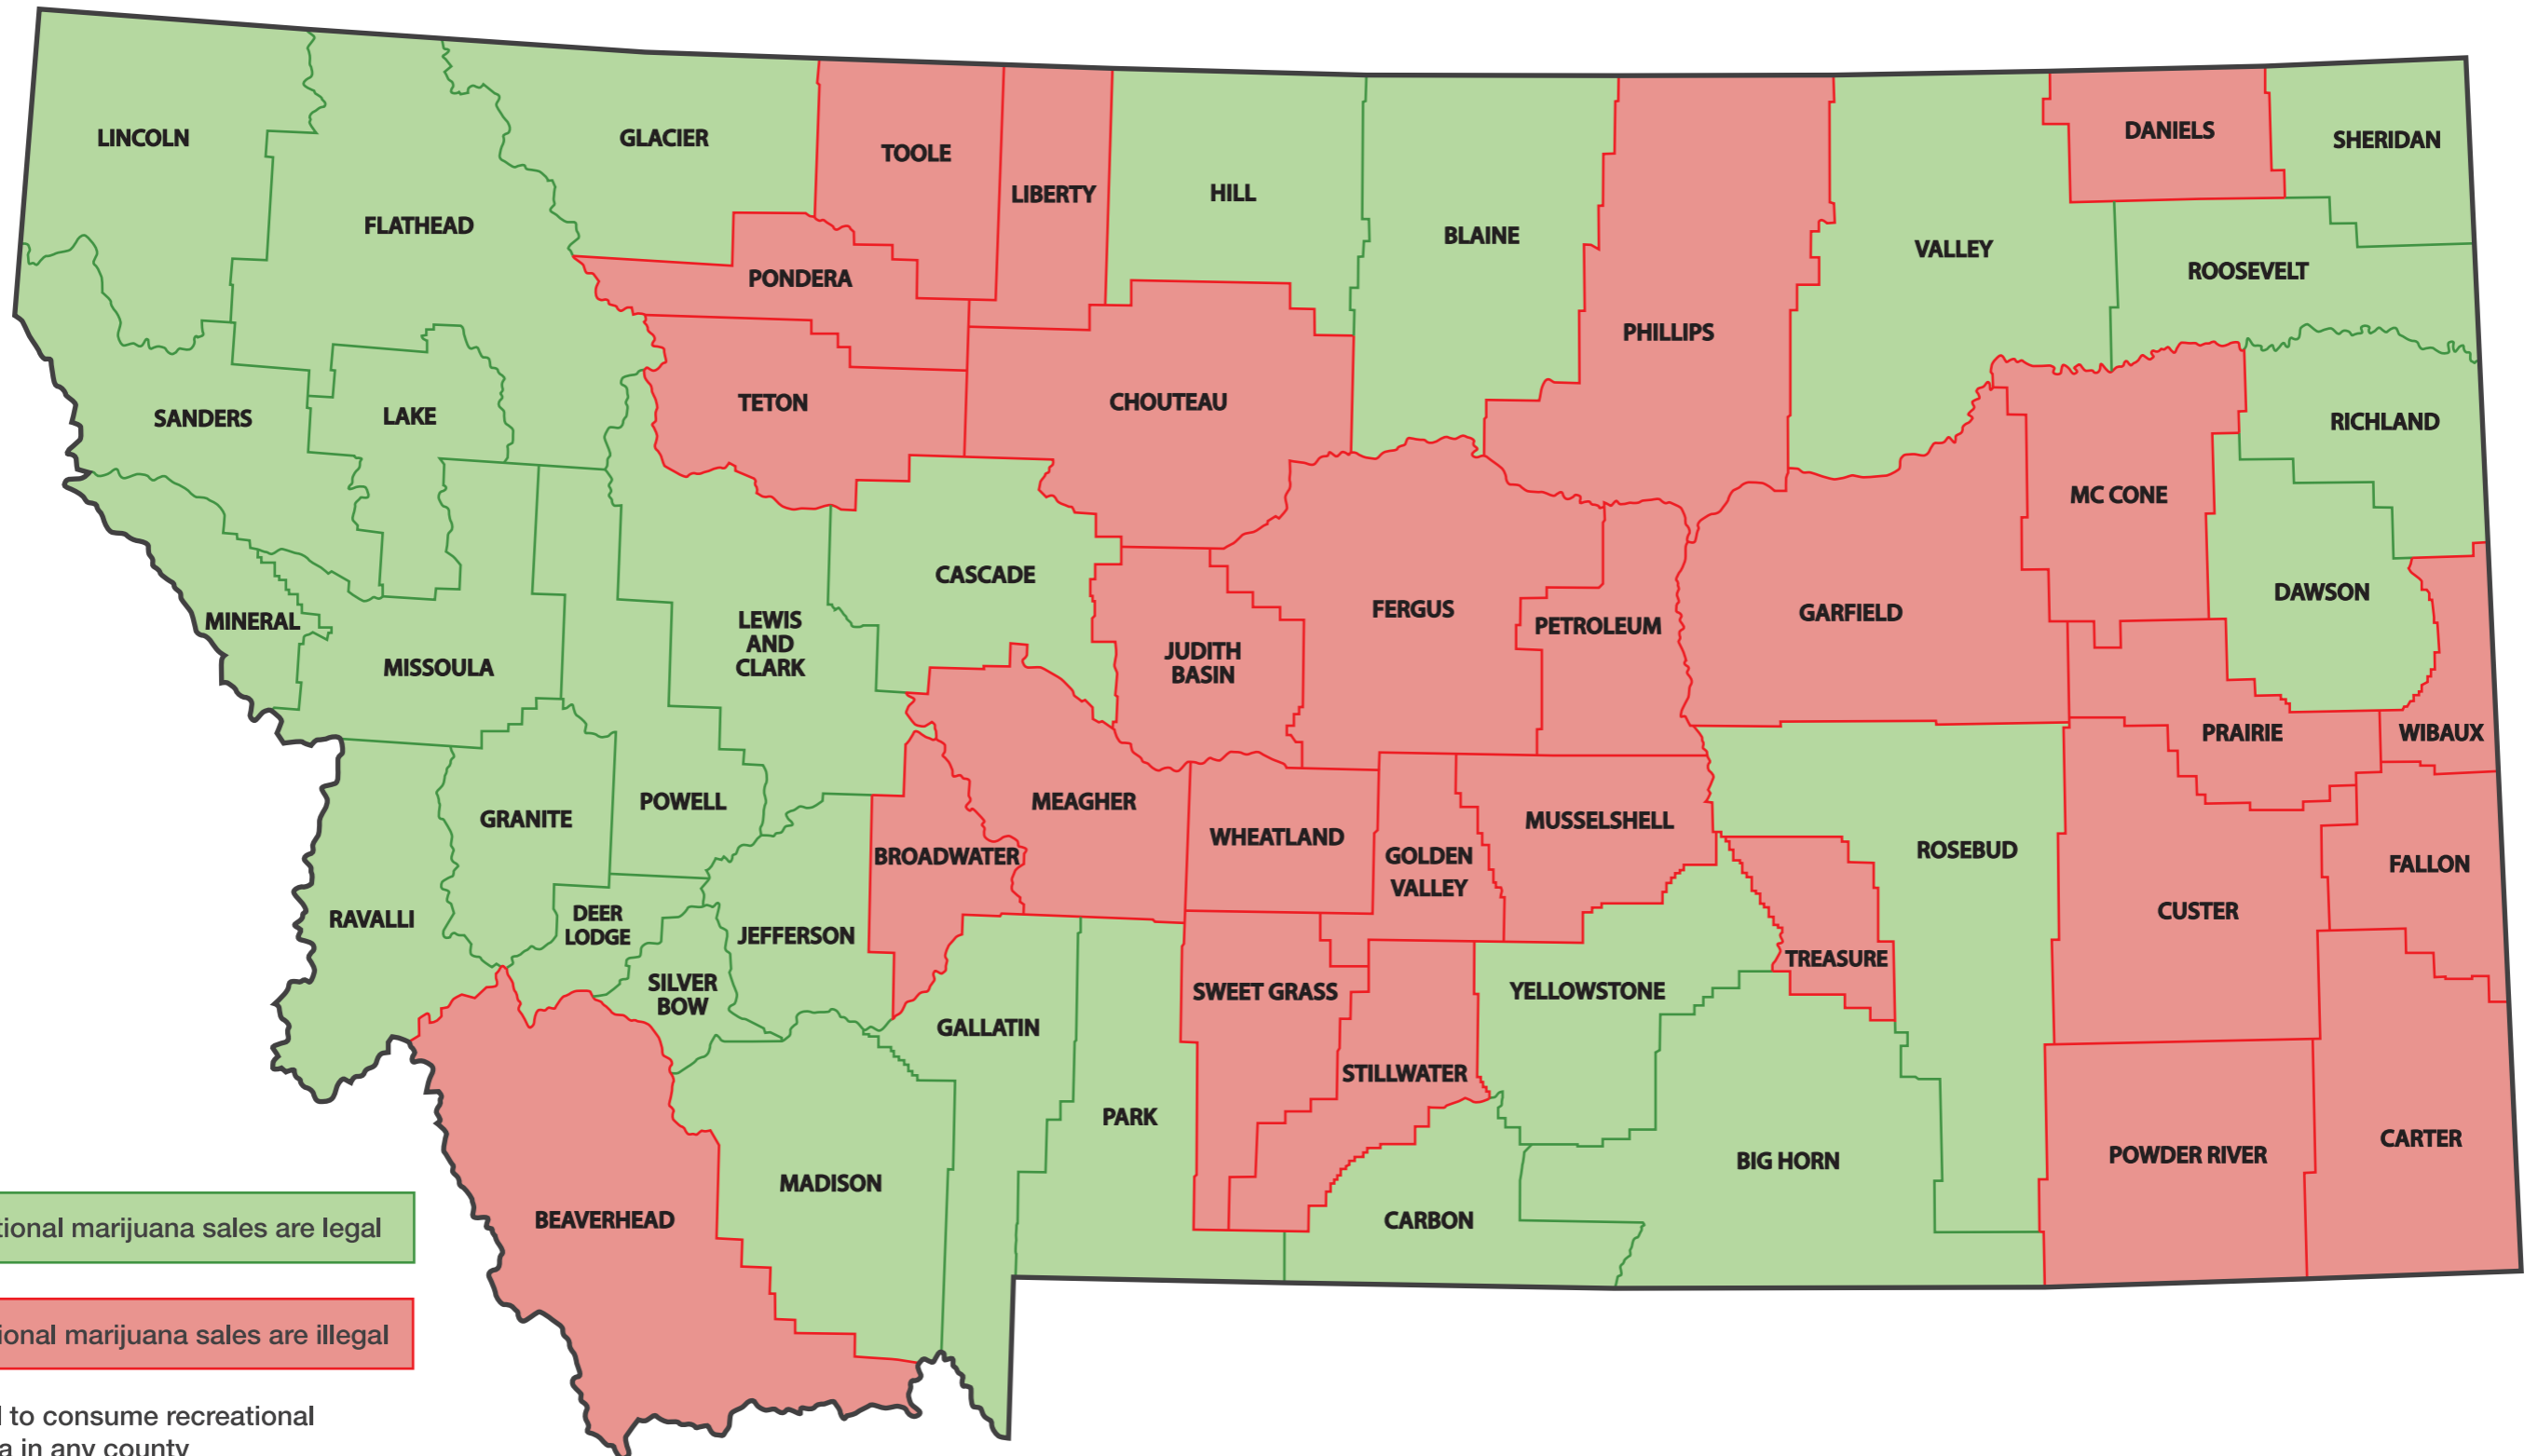 LINCOLN
FLATHEAD
GLACIER
TOOLE
LIBERTY
HILL
BLAINE
PHILLIPS
VALLEY
DANIELS
SHERIDAN
ROOSEVELT
PONDERA
TETON
CHOUTEAU
SANDERS
LAKE
RICHLAND
MC CONE
DAWSON
CASCADE
MINERAL
MISSOULA
LEWIS
AND
CLARK
JUDITH
BASIN
FERGUS
PETROLEUM
GARFIELD
PRAIRIE
WIBAUX
GRANITE
POWELL
MEAGHER
BROADWATER
WHEATLAND
GOLDEN
VALLEY
MUSSELSHELL
ROSEBUD
FALLON
RAVALLI
DEER
LODGE
JEFFERSON
SILVER
BOW
CUSTER
TREASURE
SWEET GRASS
YELLOWSTONE
GALLATIN
STILLWATER
PARK
MADISON
BEAVERHEAD
CARBON
BIG HORN
POWDER RIVER
CARTER
tional marijuana sales are legal
ional marijuana sales are illegal
to consume recreational
a in any county